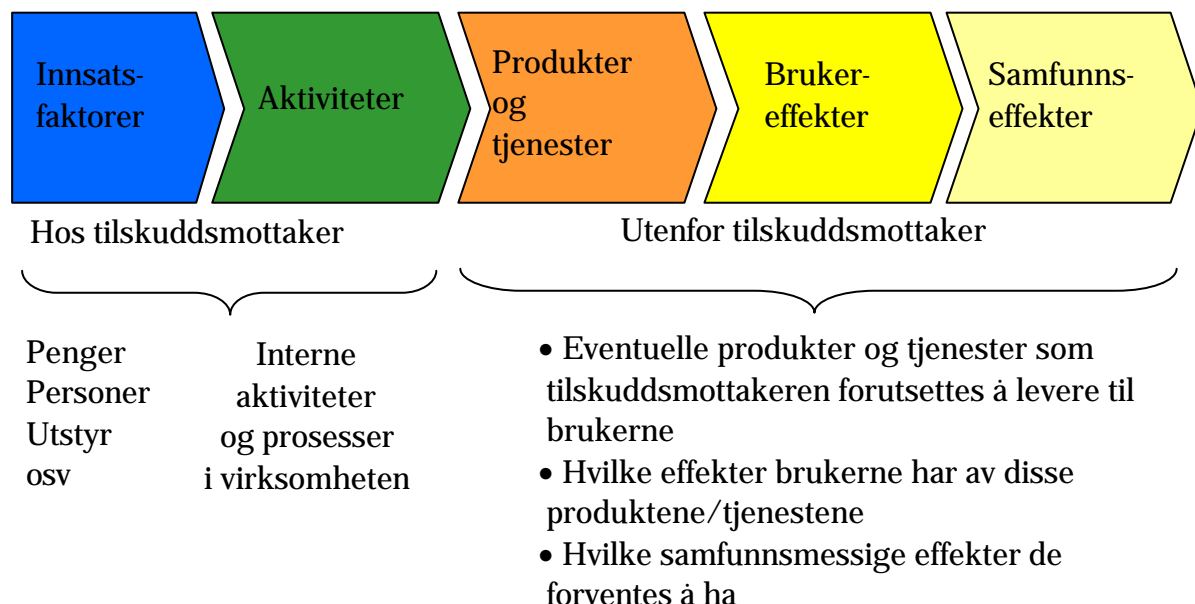 Innsats-
faktorer
Aktiviteter
Produkter
og
tjenester
Bruker-
effekter
Samfunns-
effekter
Hos tilskuddsmottaker
Utenfor tilskuddsmottaker
Penger
Personer
Utstyr
osv
Interne
aktiviteter
og prosesser
i virksomheten
• Eventuelle produkter og tjenester som
tilskuddsmottakeren forutsettes å levere til
brukerne
• Hvilke effekter brukerne har av disse
produktene/tjenestene
• Hvilke samfunnsmessige effekter de
forventes å ha